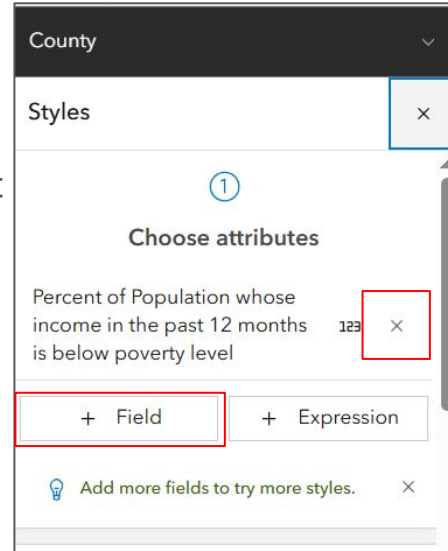 County
Styles
1
Choose attributes
Percent of Population whose
income in the past 12 months
is below poverty level
123
+ Field
+ Expression
Add more fields to try more styles.